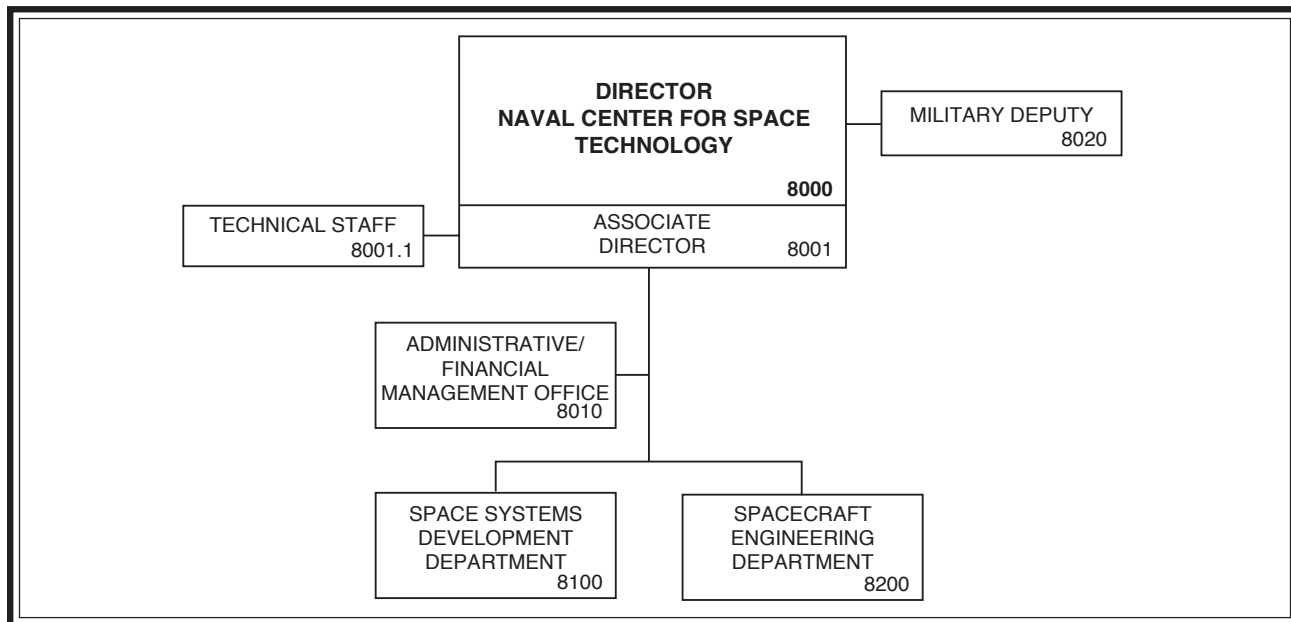 DIRECTOR
NAVAL CENTER FOR SPACE
TECHNOLOGY
8000
MILITARY DEPUTY
8020
TECHNICAL STAFF
8001.1
ASSOCIATE
DIRECTOR
8001
ADMINISTRATIVE/
FINANCIAL
MANAGEMENT OFFICE
8010
SPACE SYSTEMS
DEVELOPMENT
DEPARTMENT
8100
SPACECRAFT
ENGINEERING
DEPARTMENT
8200